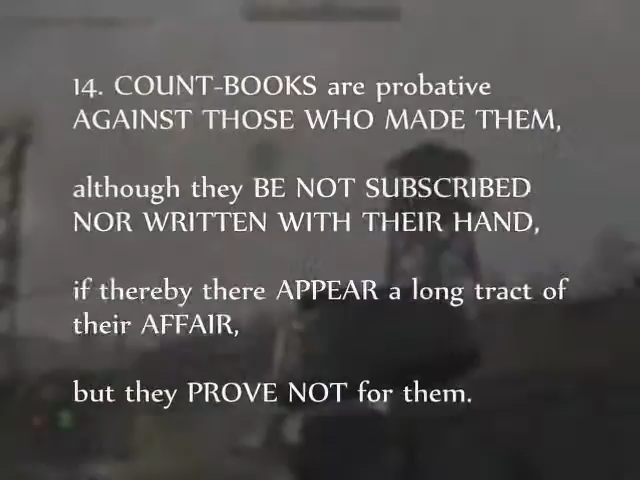 14. COUNT-BOOKS are probative
AGAINST THOSE WHO MADE THEM,
although they BE NOT SUBSCRIBED
NOR WRITTEN WITH THEIR HAND,
if thereby there APPEAR a long tract of
their AFFAIR,
but they PROVE NOT for them.